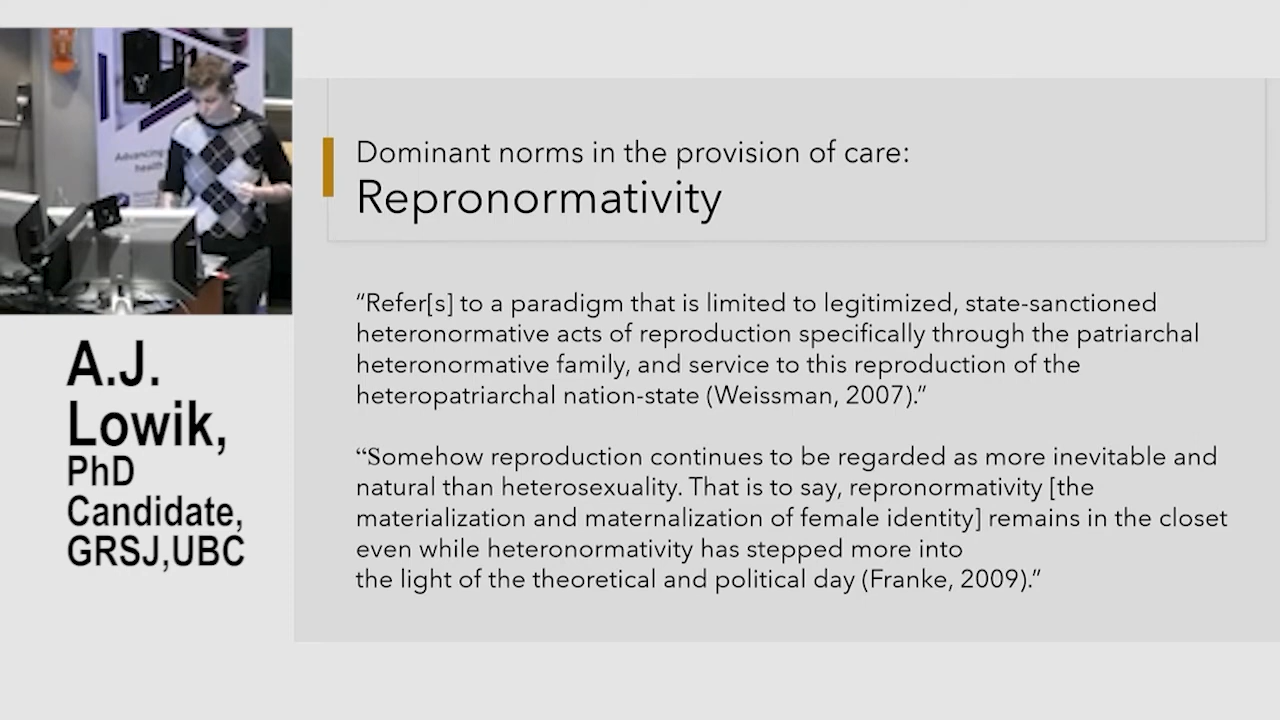 Advancing
health
A.J.
Lowik,
PhD
Candidate,
GRSJ,UBC
Dominant norms in the provision of care:
Repronormativity
“Refer[s] to a paradigm that is limited to legitimized, state-sanctioned
heteronormative acts of reproduction specifically through the patriarchal
heteronormative family, and service to this reproduction of the
heteropatriarchal nation-state (Weissman, 2007).”
“Somehow reproduction continues to be regarded as more inevitable and
natural than heterosexuality. That is to say, repronormativity [the
materialization and maternalization of female identity] remains in the closet
even while heteronormativity has stepped more into
the light of the theoretical and political day (Franke, 2009).”